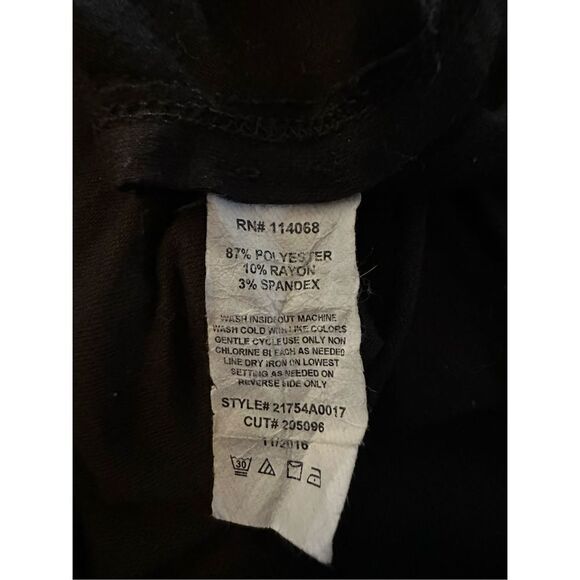 RN# 114068
87% POLYESTER
10% RAYON
3% SPANDEX
WASH INSIDEOUT MACHINE
WASH COLD WITH LIKE COLORS
GENTLE CYCLE USE ONLY NON
CHLORINE BLEACH AS NEEDED
LINE DRY IRON ON LOWEST
SETTING AS NEEDED ON
REVERSE SIDE ONLY
STYLE# 21754A0017
CUT# 205096
11/2016
30